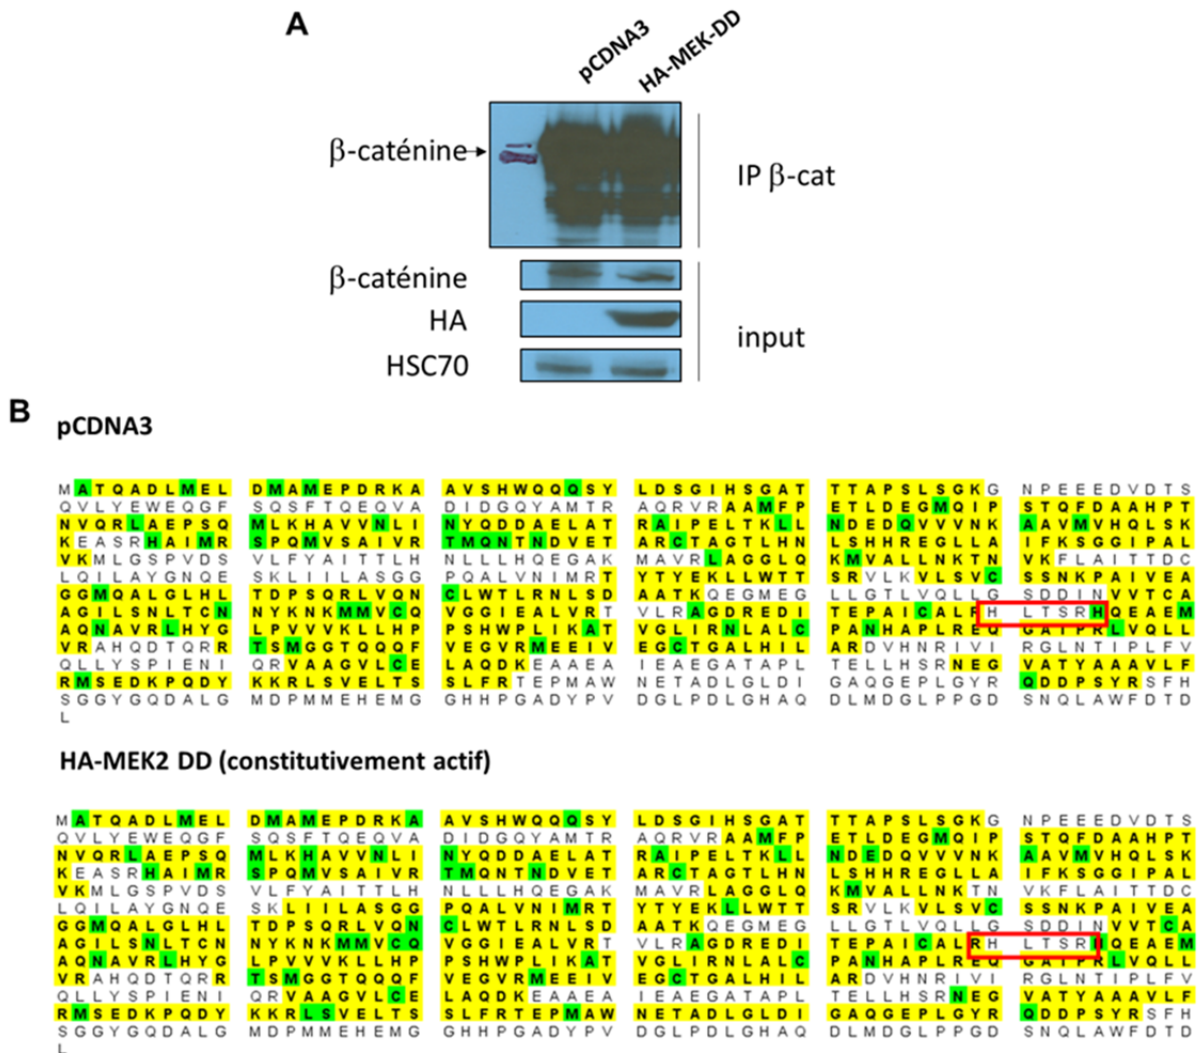 A
pCDNA3
HA-MEK-DD
β-caténine
IP β-cat
β-caténine
HA
HSC70
input
B
pCDNA3
MATQADLMEL DMAMEPDRKA AVSHWQQQSY LDSGIHSGAT TTAPSLSGKG NPEEEDVDTS
QVLYEWEQGF SQSFTQEQVA DIDGQYAMTR AQRVRAAMFP ETLDEGMQIP STQFDAAHPT
NVQRLAEPSQ MLKHAVVNLI NYQDDAELAT RAIPELTKLL NDEDQVVVNK AAVMVHQLSK
KEASRHAIMR SPQMVSAIVR TMQNTNDVET ARCTAGTLHN LSHHREGLLA IFKSGGIPAL
VKMLGSPVDS VLFYAITTLH NLLLHQEGAK MAVRLAGGLQ KMVALLNKTN VKFLAITTDC
LQILAYGNQE SKLIILASGG PQALVNIMRT YTYEKLLWTT SRVLKVLSVC SSNKPAIVEA
GGMQALGLHL TDPSQRLVQN CLWTLRNLSD AATKQEGMEG LLGTLVQLLG SDDINVVTCA
AGILSNLTCN NYKNKMMVCQ VGGIEALVRT VLRAGDREDI TEPAICALRH LTSRHQEAEM
AQNAVRLHYG LPVVVKLLHP PSHWPLIKAT VGLIRNLALC PANHAPLREQ GAIPRLVQLL
VRAHQDTQRR TSMGGTQQQF VEGVRMEEIV EGCTGALHIL ARDVHNRIVI RGLNTIPLFV
QLLYSPIENI QRVAAGVLCE LAQDKEAAEA IEAEGATAPL TELLHSRNEG VATYAAAVLF
RMSEDKPQDY KKRLSVELTS SLFRTEPMAW NETADLGLDI GAQGEPLGYR QDDPSYRSFH
SGGYGQDALG MDPMMEHEMG GHHPGADYPV DGLPDLGHAQ DLMDGLPPGD SNQLAWFDTD
L
HA-MEK2 DD (constitutivement actif)
MATQADLMEL DMAMEPDRKA AVSHWQQQSY LDSGIHSGAT TTAPSLSGKG NPEEEDVDTS
QVLYEWEQGF SQSFTQEQVA DIDGQYAMTR AQRVRAAMFP ETLDEGMQIP STQFDAAHPT
NVQRLAEPSQ MLKHAVVNLI NYQDDAELAT RAIPELTKLL NDEDQVVVNK AAVMVHQLSK
KEASRHAIMR SPQMVSAIVR TMQNTNDVET ARCTAGTLHN LSHHREGLLA IFKSGGIPAL
VKMLGSPVDS VLFYAITTLH NLLLHQEGAK MAVRLAGGLQ KMVALLNKTN VKFLAITTDC
LQILAYGNQE SKLIILASGG PQALVNIMRT YTYEKLLWTT SRVLKVLSVC SSNKPAIVEA
GGMQALGLHL TDPSQRLVQN CLWTLRNLSD AATKQEGMEG LLGTLVQLLG SDDINVVTCA
AGILSNLTCN NYKNKMMVCQ VGGIEALVRT VLRAGDREDI TEPAICALRH LTSRHQEAEM
AQNAVRLHYG LPVVVKLLHP PSHWPLIKAT VGLIRNLALC PANHAPLREQ GAIPRLVQLL
VRAHQDTQRR TSMGGTQQQF VEGVRMEEIV EGCTGALHIL ARDVHNRIVI RGLNTIPLFV
QLLYSPIENI QRVAAGVLCE LAQDKEAAEA IEAEGATAPL TELLHSRNEG VATYAAAVLF
RMSEDKPQDY KKRLSVELTS SLFRTEPMAW NETADLGLDI GAQGEPLGYR QDDPSYRSFH
SGGYGQDALG MDPMMEHEMG GHHPGADYPV DGLPDLGHAQ DLMDGLPPGD SNQLAWFDTD
L